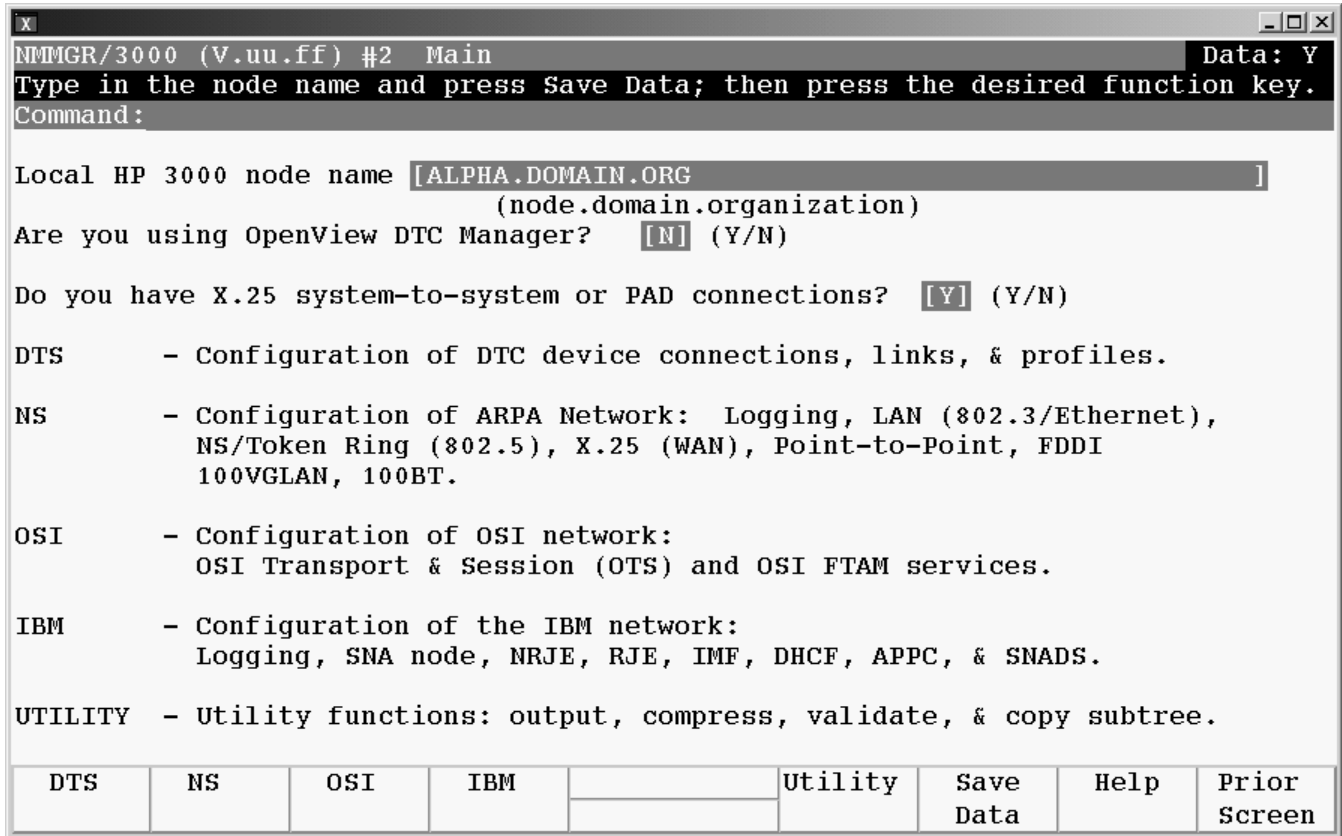 X
NMMGR/3000 (V.uu.ff) #2  Main Data: Y
Type in the node name and press Save Data; then press the desired function key.
Command:
Local HP 3000 node name [ALPHA.DOMAIN.ORG ]
(node.domain.organization)
Are you using OpenView DTC Manager? [N] (Y/N)
Do you have X.25 system-to-system or PAD connections? [Y] (Y/N)
DTS - Configuration of DTC device connections, links, & profiles.
NS - Configuration of ARPA Network: Logging, LAN (802.3/Ethernet),
NS/Token Ring (802.5), X.25 (WAN), Point-to-Point, FDDI
100VGLAN, 100BT.
OSI - Configuration of OSI network:
OSI Transport & Session (OTS) and OSI FTAM services.
IBM - Configuration of the IBM network:
Logging, SNA node, NRJE, RJE, IMF, DHCF, APPC, & SNADS.
UTILITY - Utility functions: output, compress, validate, & copy subtree.
DTS NS OSI IBM Utility Save Help Prior
Data Screen